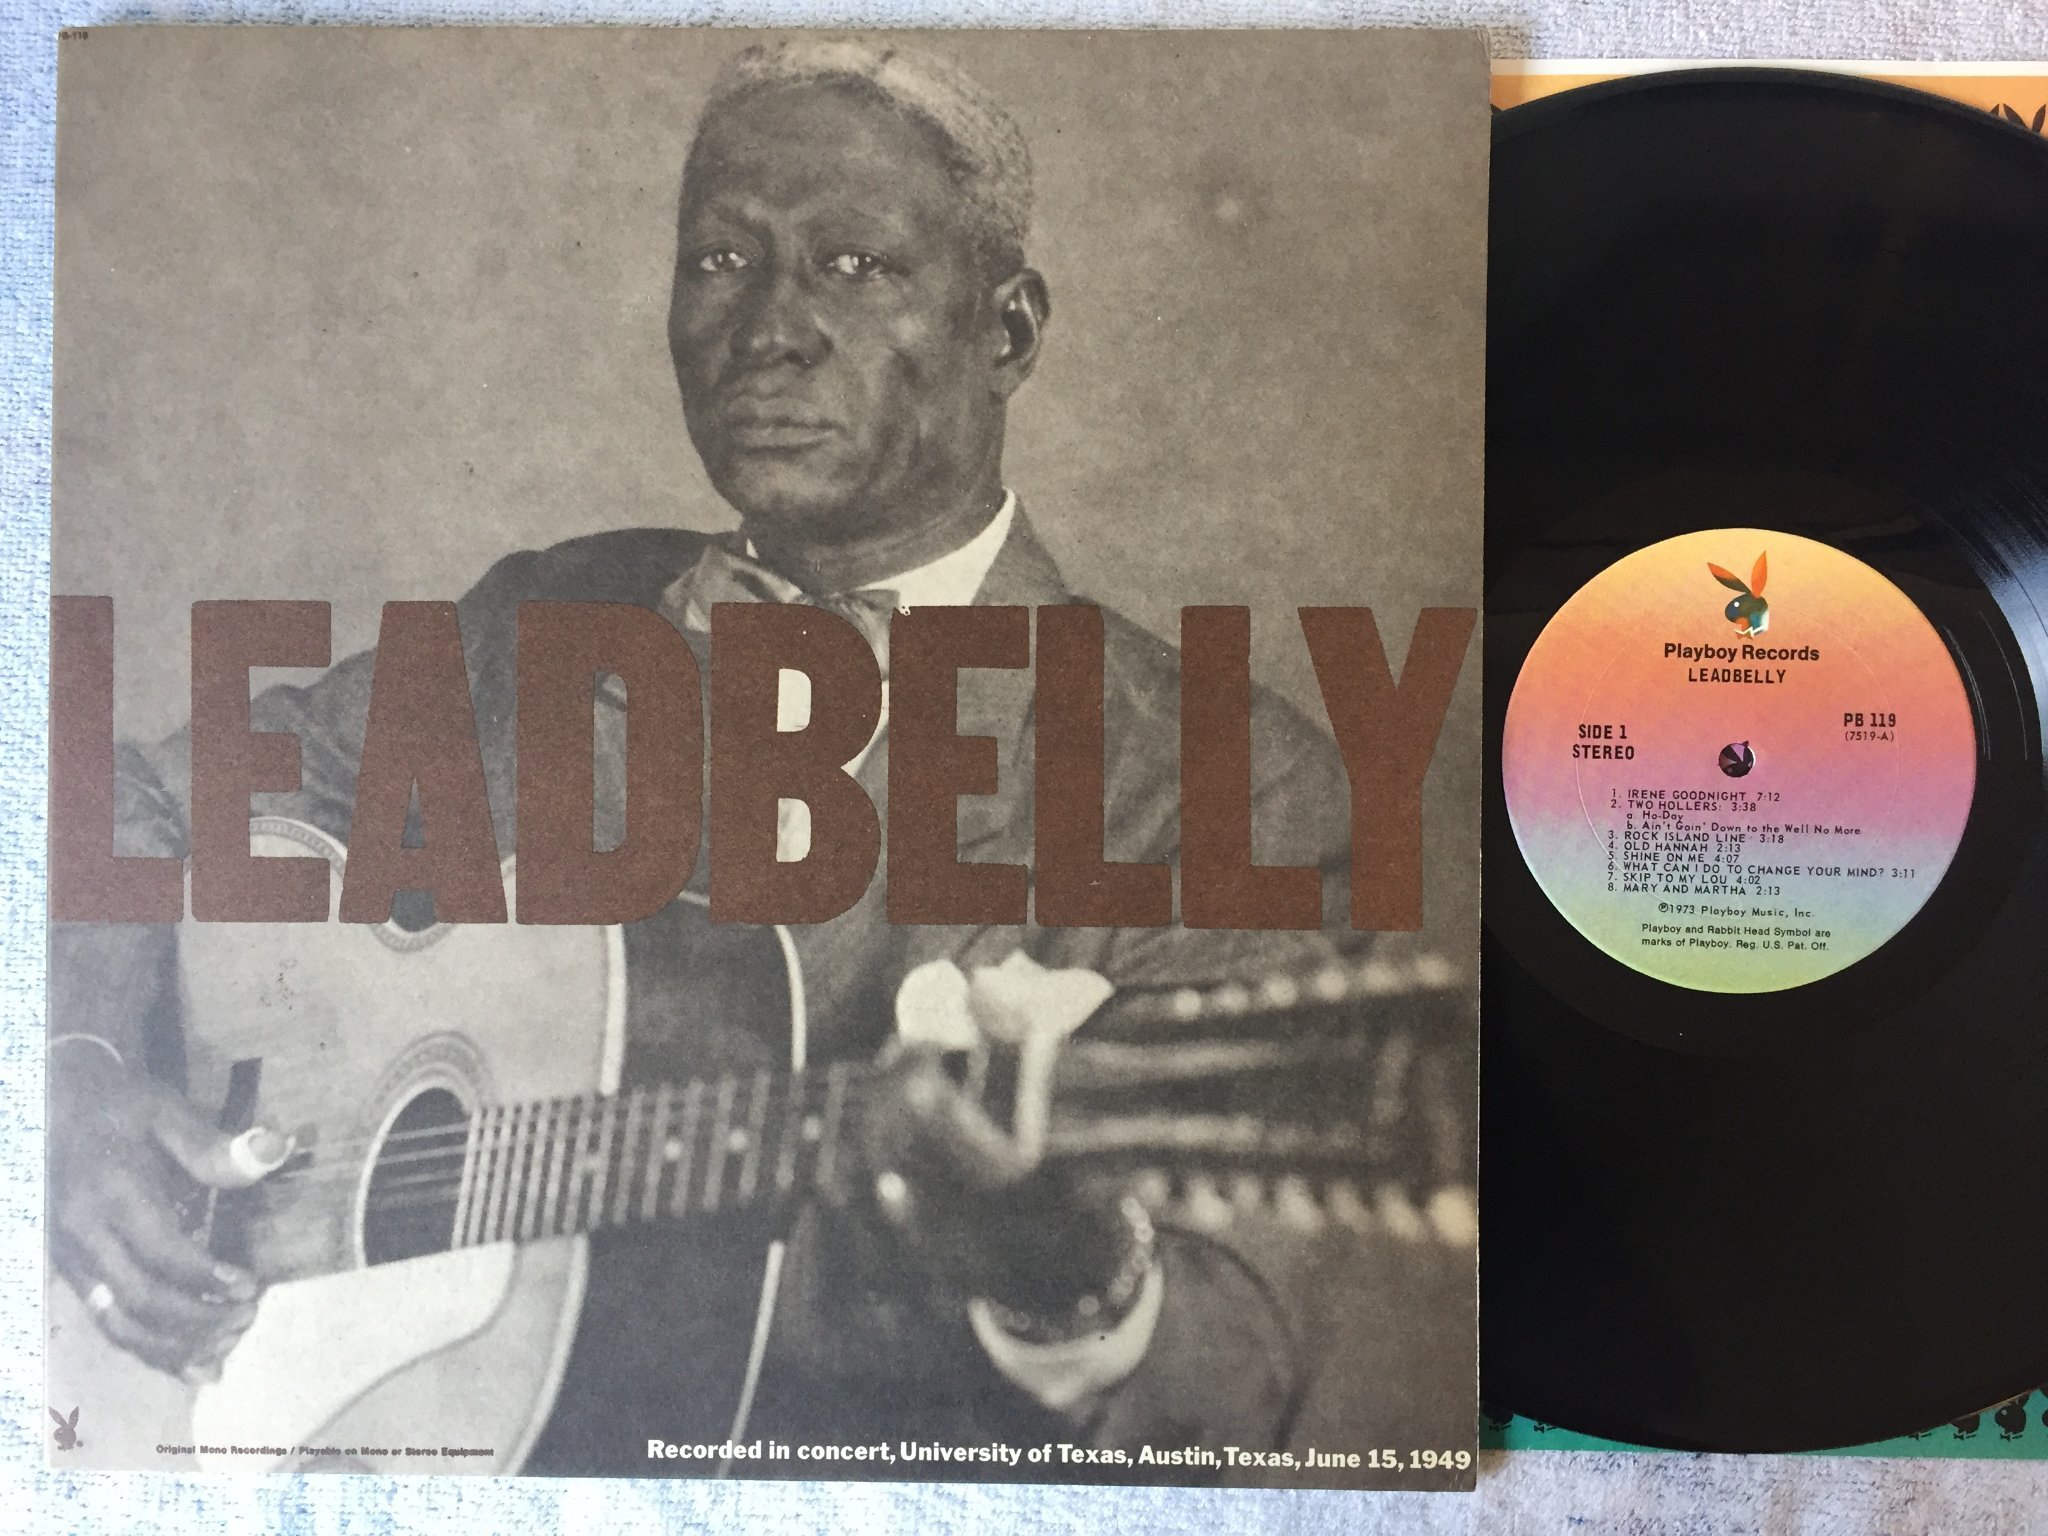 PB-119
LEADBELLY
Original Mono Recordings / Playable on Mono or Stereo Equipment
Recorded in concert, University of Texas, Austin, Texas, June 15, 1949
Playboy Records
LEADBELLY
SIDE 1
STEREO
PB 119
(7519-A)
1. IRENE GOODNIGHT 7:12
2. TWO HOLLERS: 3:38
a. Ho-Day
b. Ain't Goin' Down to the Well No More
3. ROCK ISLAND LINE 3:18
4. OLD HANNAH 2:13
5. SHINE ON ME 4:07
6. WHAT CAN I DO TO CHANGE YOUR MIND? 3:11
7. SKIP TO MY LOU 4:02
8. MARY AND MARTHA 2:13
℗1973 Playboy Music, Inc.
Playboy and Rabbit Head Symbol are
marks of Playboy. Reg. U.S. Pat. Off.